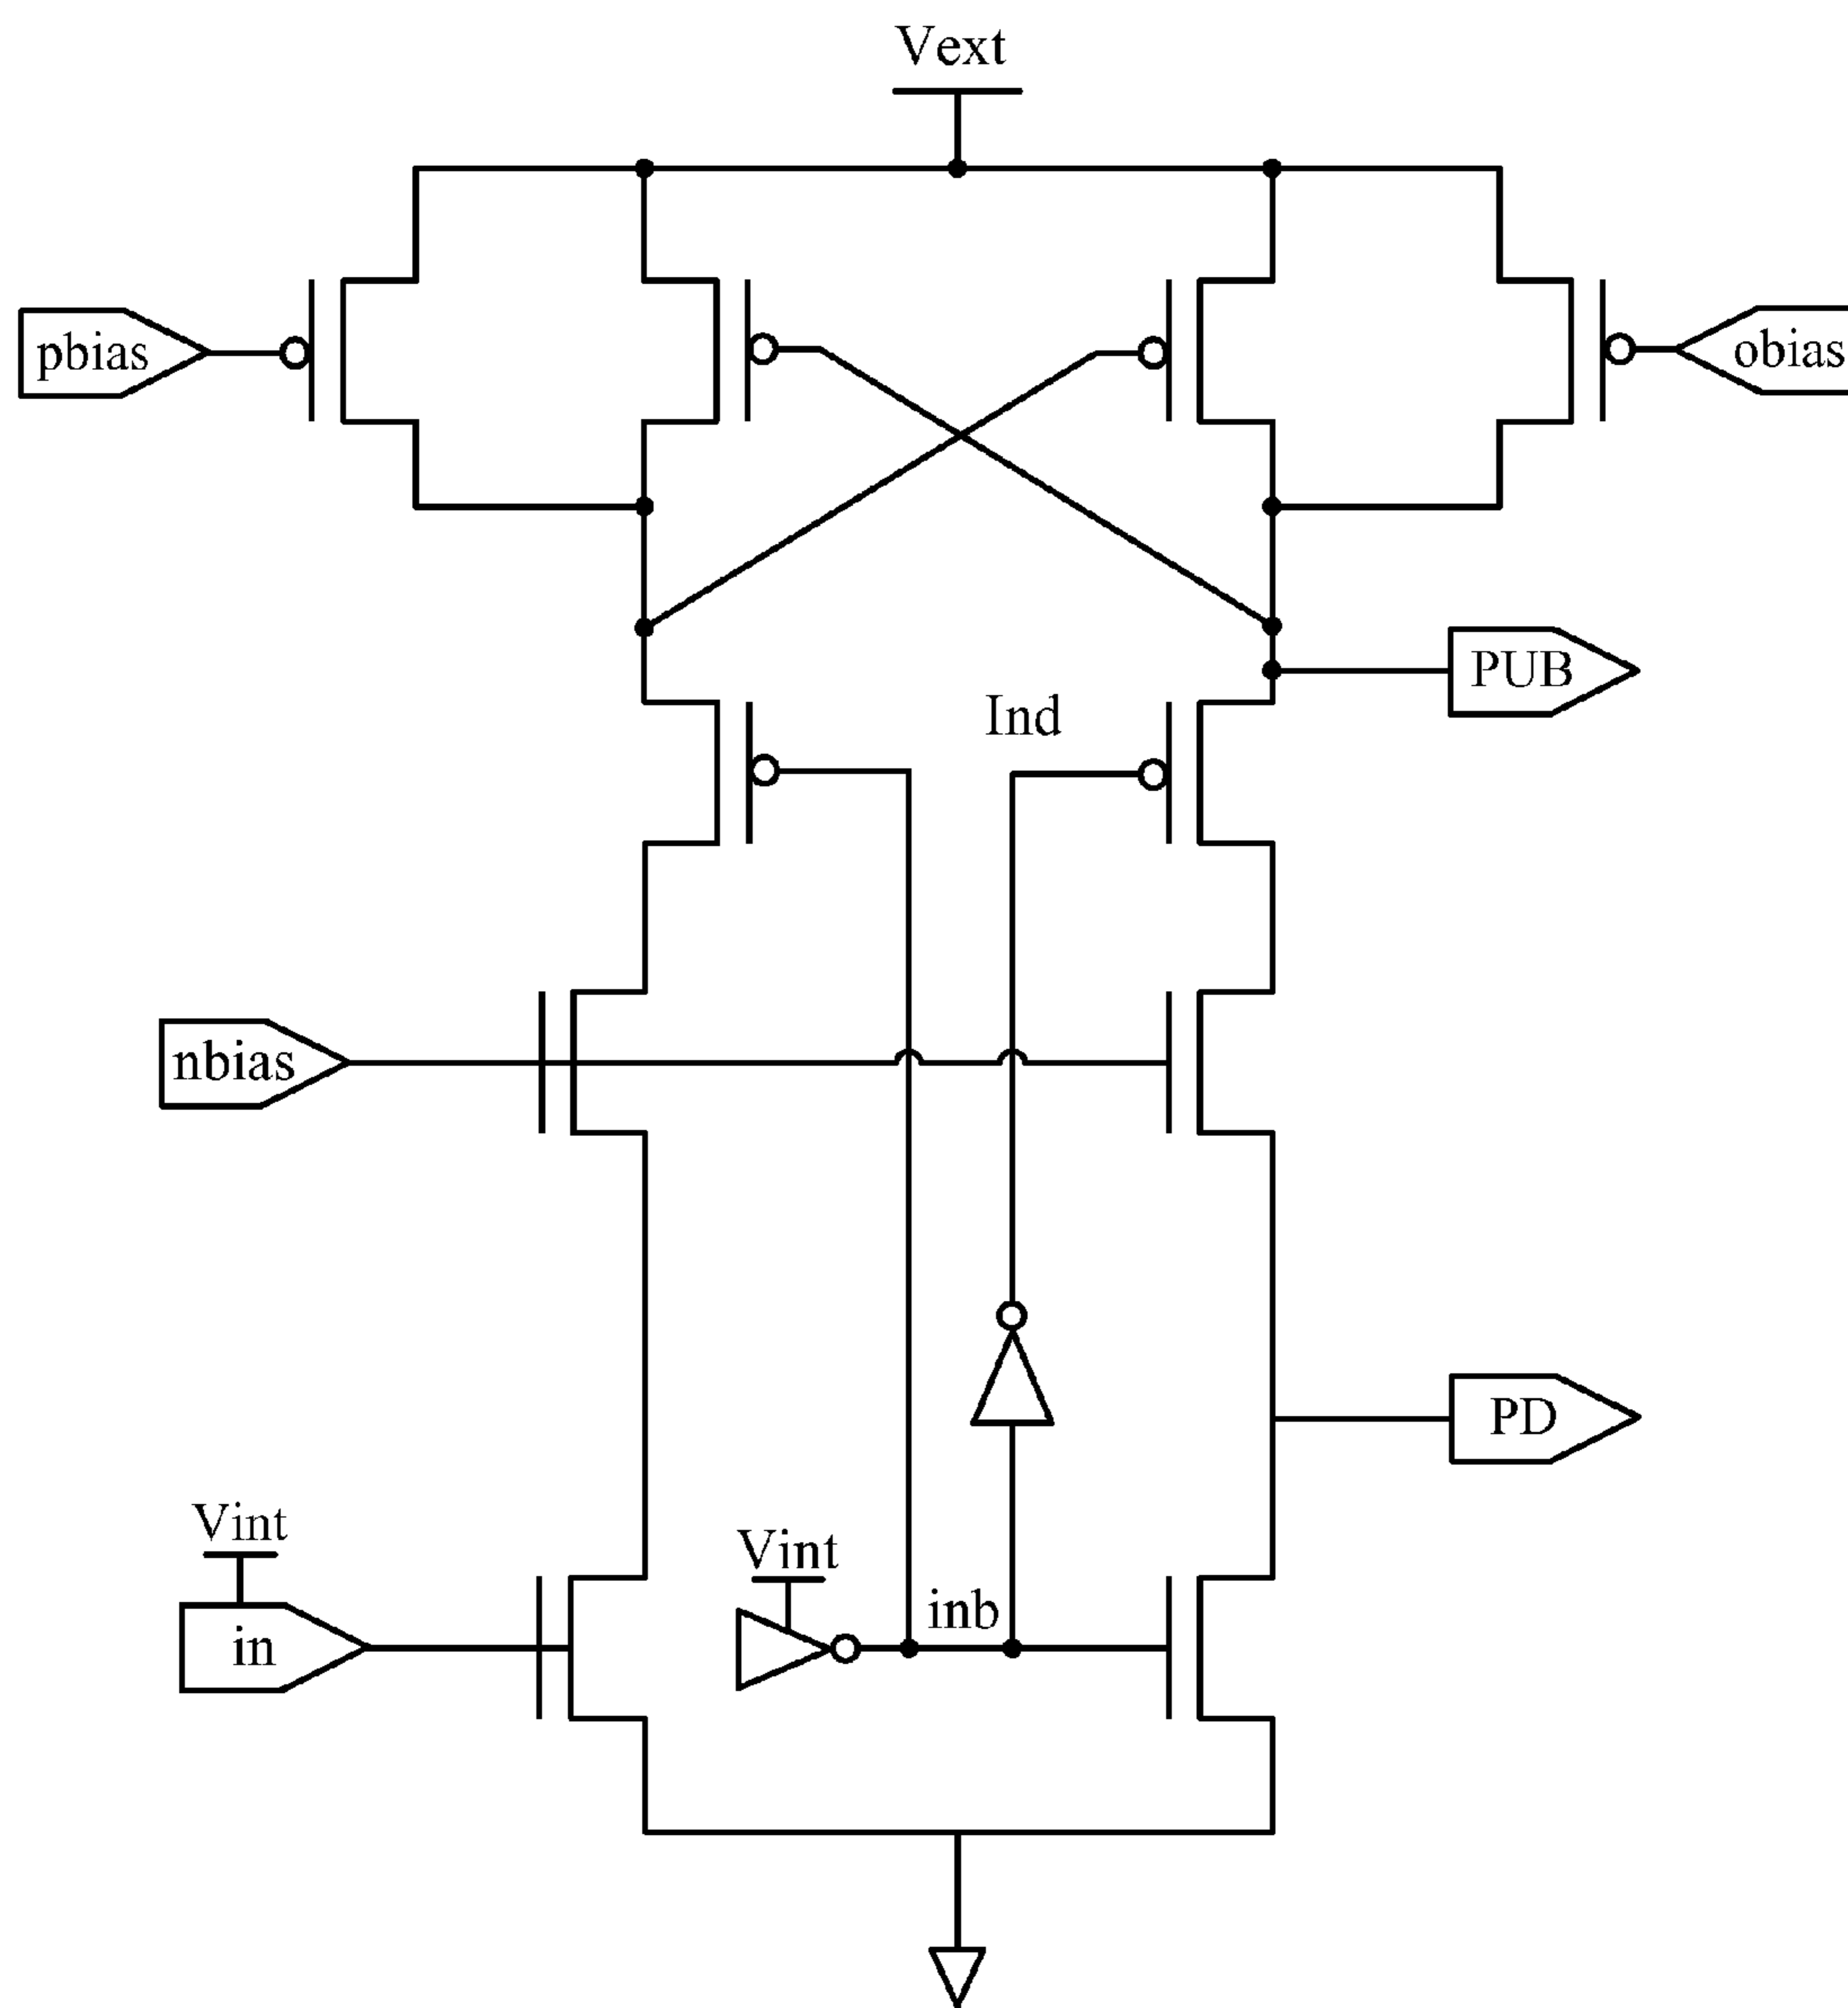 Vext
pbias
obias
PUB
Ind
nbias
PD
Vint
Vint
inb
in